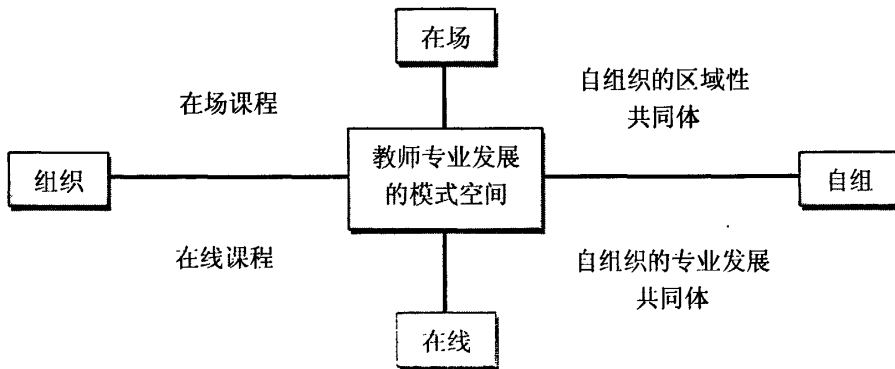 在场
在场课程
自组织的区域性
共同体
组织
教师专业发展
的模式空间
自组
在线课程
自组织的专业发展
共同体
在线